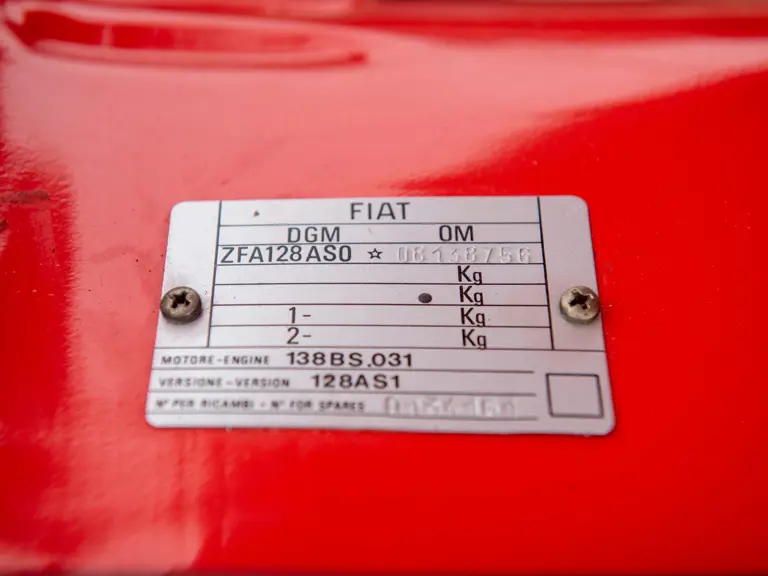 FIAT
DGM OM
ZFA128AS0 ☆ 06138756
Kg
Kg
1- Kg
2- Kg
MOTORE-ENGINE 138BS.031
VERSIONE-VERSION 128AS1
Nº PER RICAMBI - Nº FOR SPARES